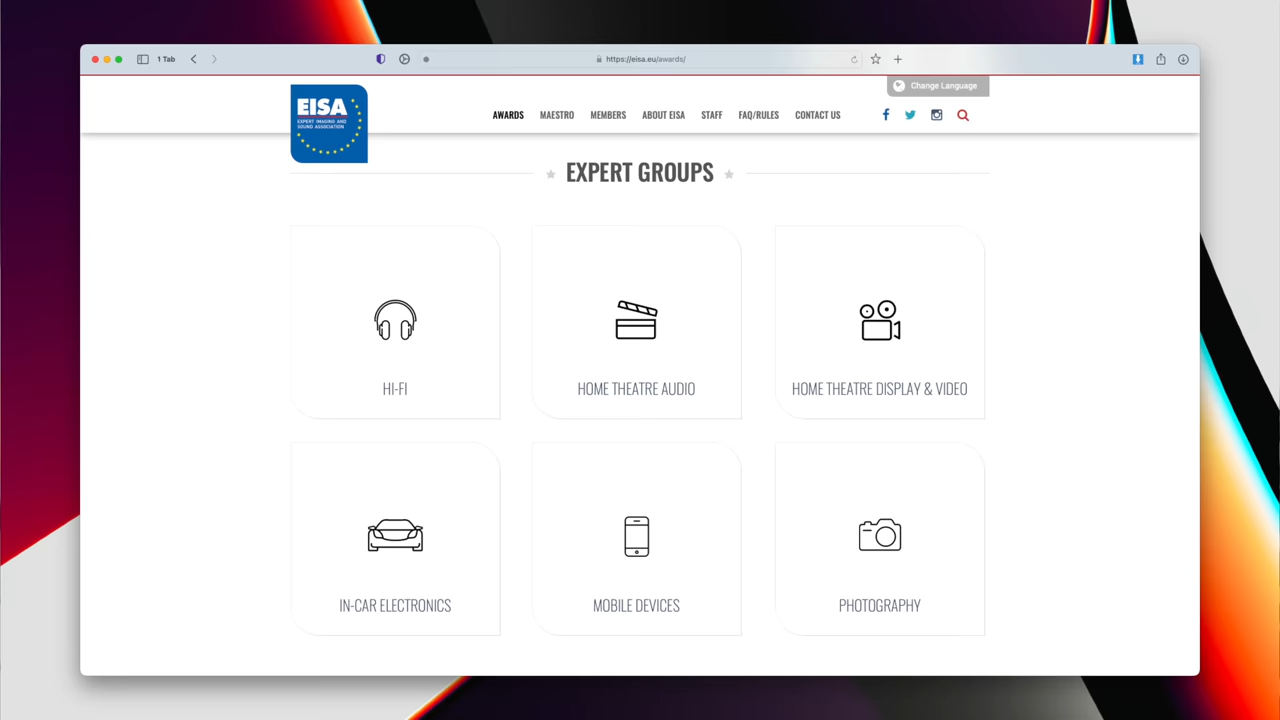 1 Tab
https://eisa.eu/awards/
Change Language
EISA
EXPERT IMAGING AND
SOUND ASSOCIATION
AWARDS MAESTRO MEMBERS ABOUT EISA STAFF FAQ/RULES CONTACT US
EXPERT GROUPS
HI-FI
HOME THEATRE AUDIO
HOME THEATRE DISPLAY & VIDEO
IN-CAR ELECTRONICS
MOBILE DEVICES
PHOTOGRAPHY